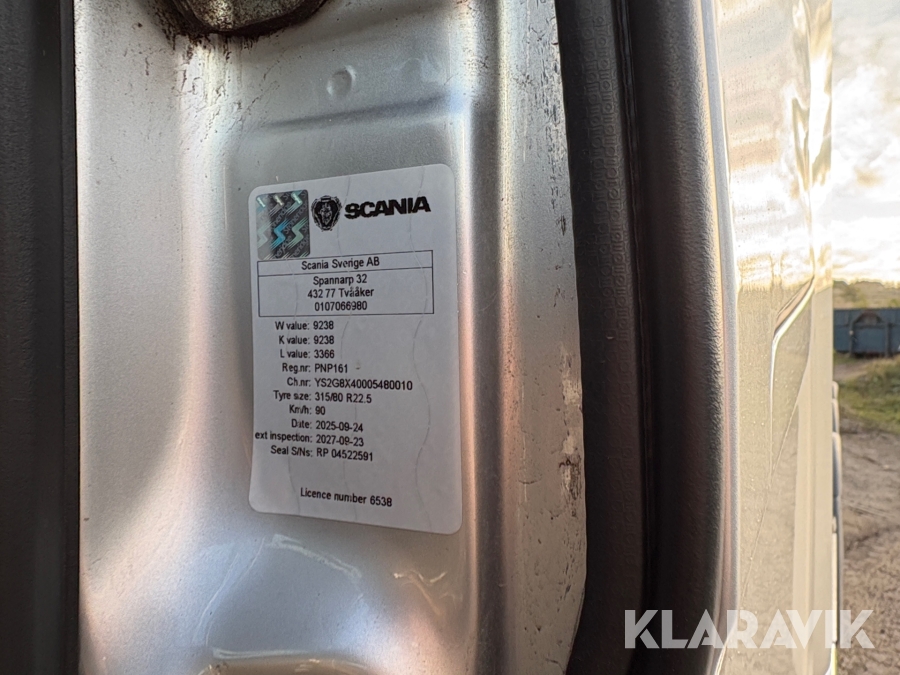 SCANIA
Scania Sverige AB
Spannarp 32
432 77 Tvååker
0107066980
W value: 9238
K value: 9238
L value: 3366
Reg.nr: PNP161
Ch.nr: YS2G8X40005480010
Tyre size: 315/80 R22.5
Km/h: 90
Date: 2025-09-24
ext inspection: 2027-09-23
Seal S/Ns: RP 04522591
Licence number 6538
KLARAVIK